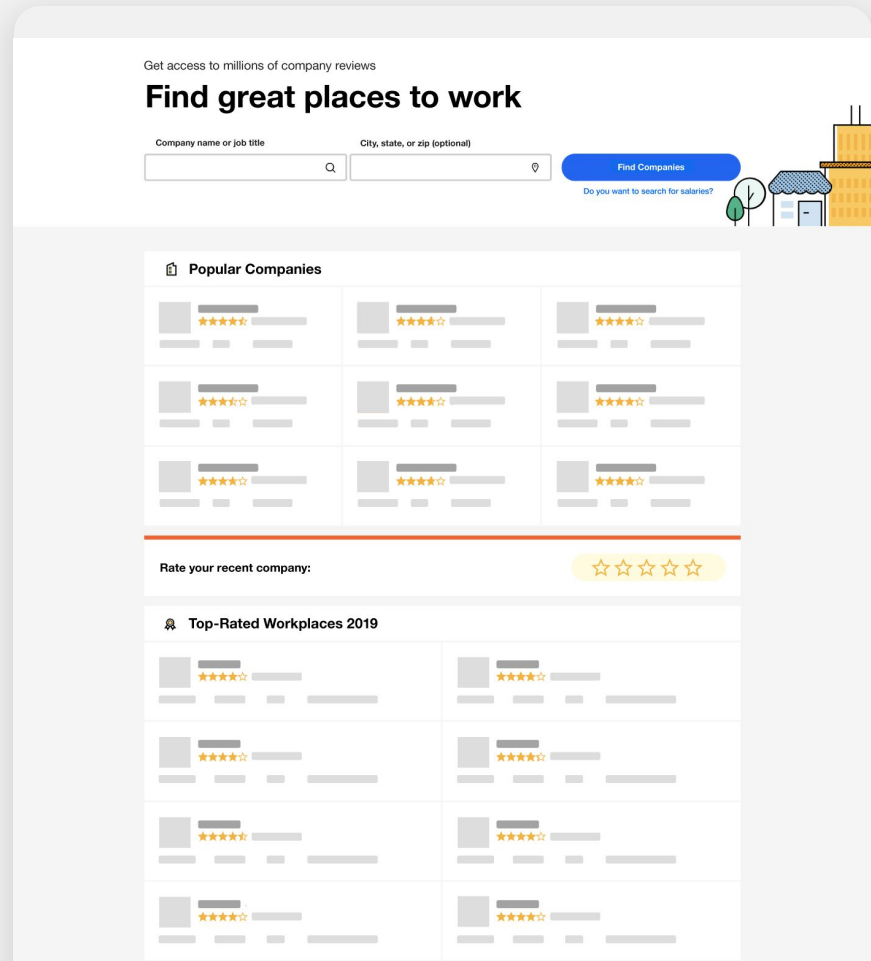 Get access to millions of company reviews
Find great places to work
Company name or job title
City, state, or zip (optional)
Find Companies
Do you want to search for salaries?
Popular Companies
Rate your recent company:
Top-Rated Workplaces 2019